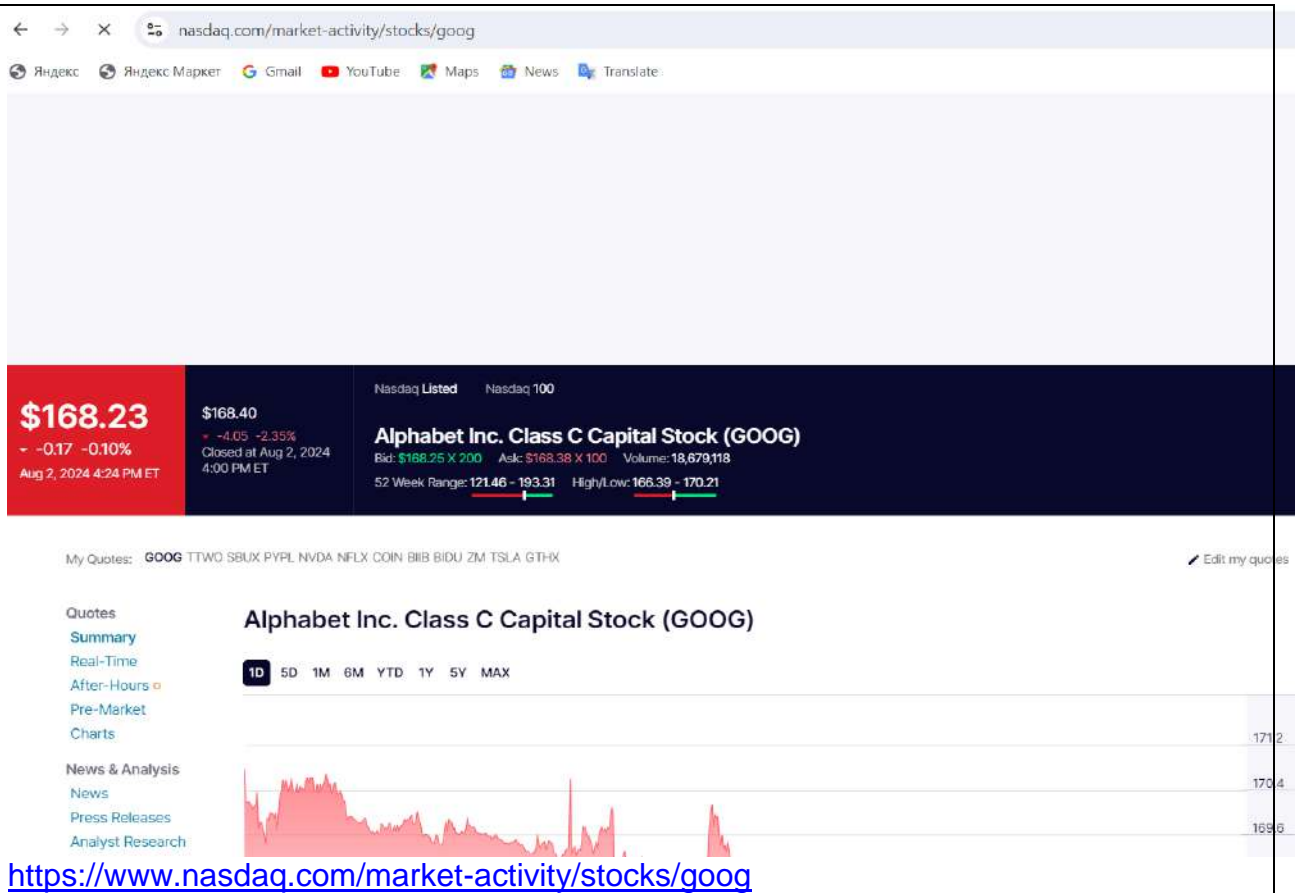 nasdaq.com/market-activity/stocks/goog
Яндекс Яндекс Маркет Gmail YouTube Maps News Translate
$168.23
-0.17 -0.10%
Aug 2, 2024 4:24 PM ET
$168.40
-4.05 -2.35%
Closed at Aug 2, 2024
4:00 PM ET
Nasdaq Listed Nasdaq 100
Alphabet Inc. Class C Capital Stock (GOOG)
Bid: $168.25 X 200 Ask: $168.38 X 100 Volume: 18,679,118
52 Week Range: 121.46 - 193.31 High/Low: 166.39 - 170.21
My Quotes: GOOG TTWO SBUX PYPL NVDA NFLX COIN BIIB BIDU ZM TSLA GTHX
Edit my quotes
Quotes
Summary
Real-Time
After-Hours
Pre-Market
Charts
News & Analysis
News
Press Releases
Analyst Research
Alphabet Inc. Class C Capital Stock (GOOG)
1D 5D 1M 6M YTD 1Y 5Y MAX
171.2
170.4
169.6
https://www.nasdaq.com/market-activity/stocks/goog